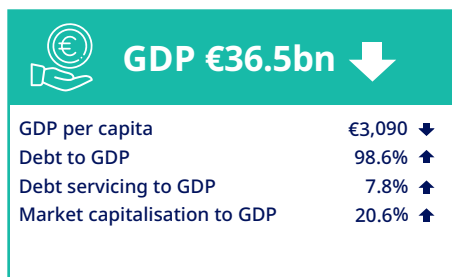 €
GDP €36.5bn
GDP per capita €3,090
Debt to GDP 98.6%
Debt servicing to GDP 7.8%
Market capitalisation to GDP 20.6%